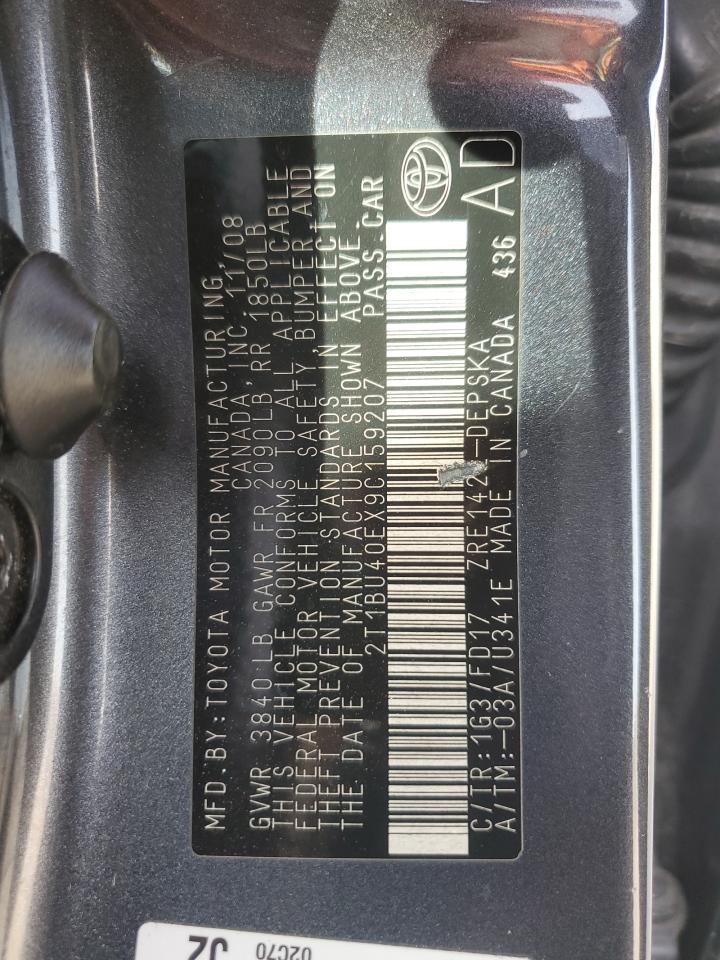 MFD.BY:TOYOTA MOTOR MANUFACTURING,
CANADA,INC.11/08
GVWR 3840 LB GAWR FR 2090LB RR 1850LB
THIS VEHICLE CONFORMS TO ALL APPLICABLE
FEDERAL MOTOR VEHICLE SAFETY, BUMPER AND
THEFT PREVENTION STANDARDS IN EFFECT ON
THE DATE OF MANUFACTURE SHOWN ABOVE.
2T1BU40EX9C159207 PASS.CAR
C/TR:1G3/FD17 -DEPSKA
A/TM:-03A/U341E MADE IN CANADA 436 AD
JZ
02C70